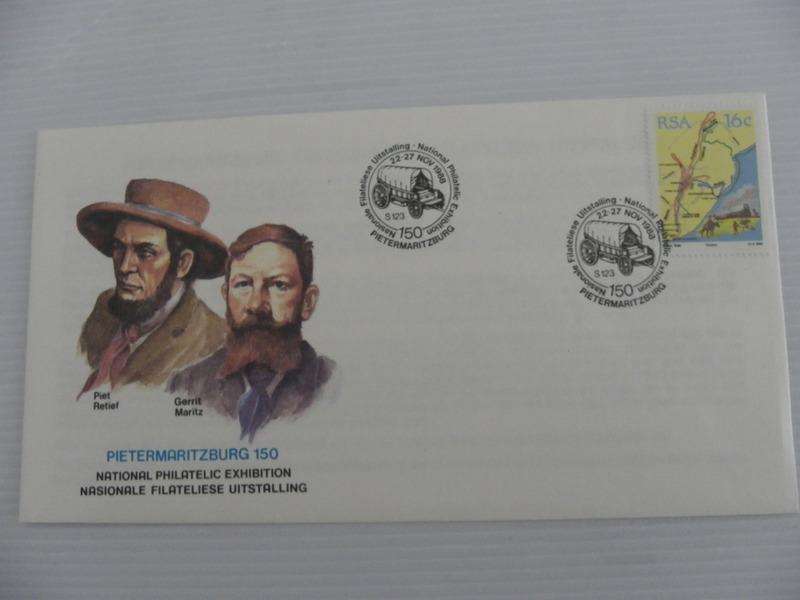 Nasionale Filateliese Uitstalling · National Philatelic Exhibition
22-27 NOV 1988
S 123
150
PIETERMARITZBURG
RSA 16c
Nasionale Filateliese Uitstalling · National Philatelic Exhibition
22-27 NOV 1988
S 123
150
PIETERMARITZBURG
Piet
Retief
Gerrit
Maritz
PIETERMARITZBURG 150
NATIONAL PHILATELIC EXHIBITION
NASIONALE FILATELIESE UITSTALLING